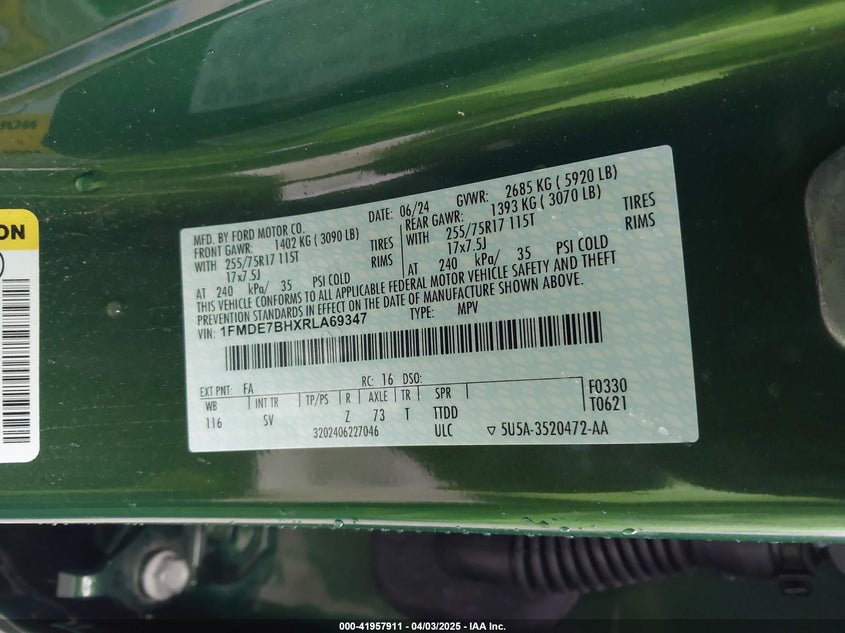 ON
MFD. BY FORD MOTOR CO. DATE: 06/24 GVWR: 2685 KG ( 5920 LB)
FRONT GAWR: 1402 KG ( 3090 LB) REAR GAWR: 1393 KG ( 3070 LB)
WITH 255/75R17 115T TIRES WITH 255/75R17 115T TIRES
17x7.5J RIMS 17x7.5J RIMS
AT 240 kPa/ 35 PSI COLD AT 240 kPa/ 35 PSI COLD
THIS VEHICLE CONFORMS TO ALL APPLICABLE FEDERAL MOTOR VEHICLE SAFETY AND THEFT
PREVENTION STANDARDS IN EFFECT ON THE DATE OF MANUFACTURE SHOWN ABOVE.
VIN: 1FMDE7BHXRLA69347 TYPE: MPV
EXT PNT: FA RC: 16 DSO: F0330
WB INT TR TP/PS R AXLE TR SPR T0621
116 SV Z 73 T TTDD
3202406227046 ULC ▽ 5U5A-3520472-AA
000-41957911 - 04/03/2025 - IAA Inc.